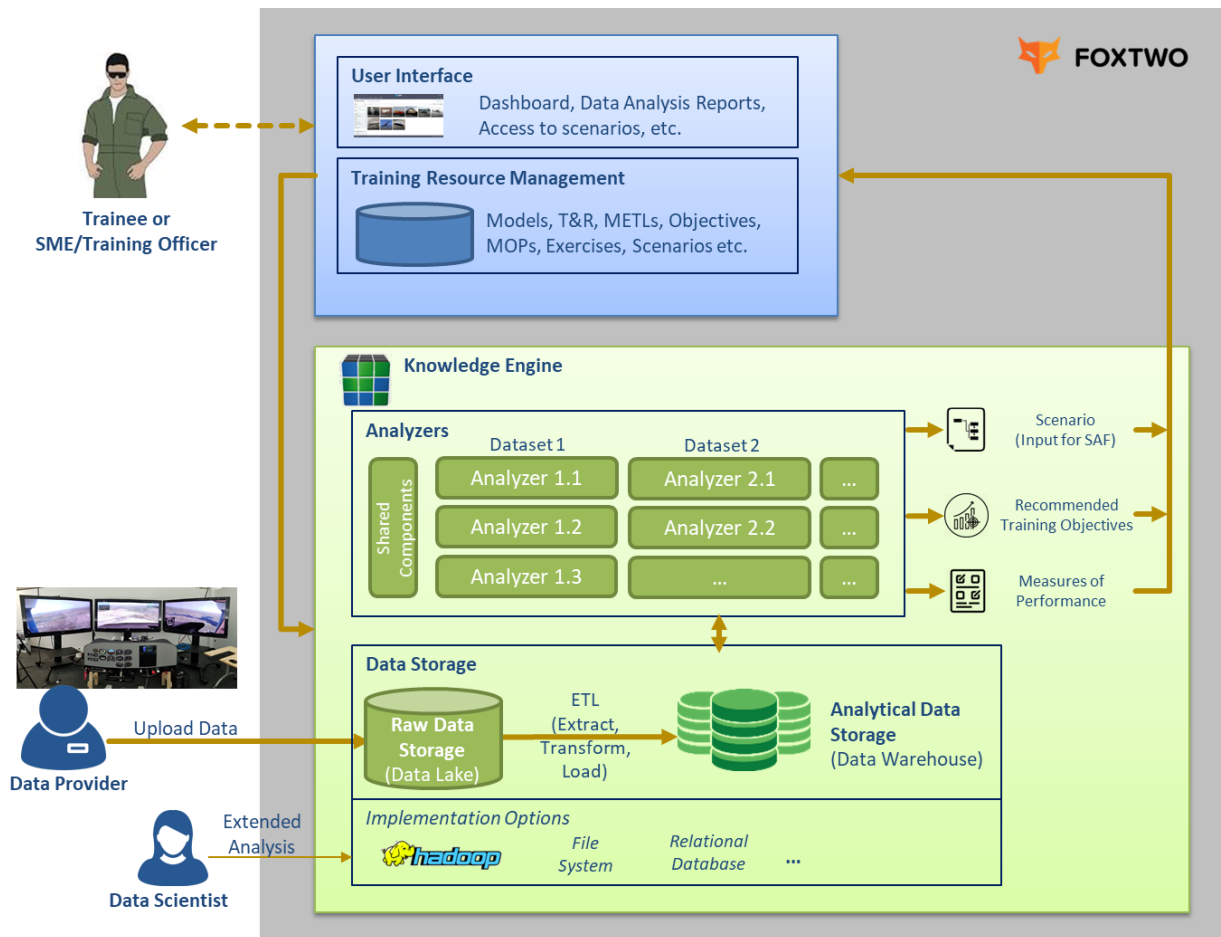 FOXTWO
User Interface
Dashboard, Data Analysis Reports,
Access to scenarios, etc.
Training Resource Management
Models, T&R, METLs, Objectives,
MOPs, Exercises, Scenarios etc.
Trainee or
SME/Training Officer
Knowledge Engine
Analyzers
Dataset 1
Dataset 2
Shared
Components
Analyzer 1.1
Analyzer 2.1
...
Analyzer 1.2
Analyzer 2.2
...
Analyzer 1.3
...
...
Scenario
(Input for SAF)
Recommended
Training Objectives
Measures of
Performance
Data Storage
Raw Data
Storage
(Data Lake)
ETL
(Extract,
Transform,
Load)
Analytical Data
Storage
(Data Warehouse)
Upload Data
Data Provider
Implementation Options
hadoop
File
System
Relational
Database
...
Extended
Analysis
Data Scientist